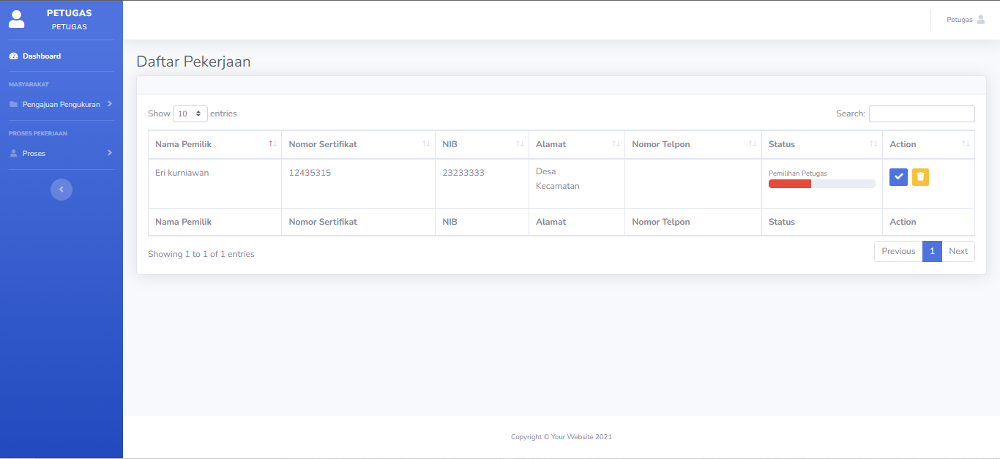 PETUGAS
PETUGAS
Petugas
Dashboard
MASYARAKAT
Pengajuan Pengukuran
PROSES PEKERJAAN
Proses
Daftar Pekerjaan
Show 10 entries
Search:
Nama Pemilik Nomor Sertifikat NIB Alamat Nomor Telpon Status Action
Eri kurniawan 12435315 23233333 Desa Pemilihan Petugas
Kecamatan
Nama Pemilik Nomor Sertifikat NIB Alamat Nomor Telpon Status Action
Showing 1 to 1 of 1 entries
Previous 1 Next
Copyright © Your Website 2021